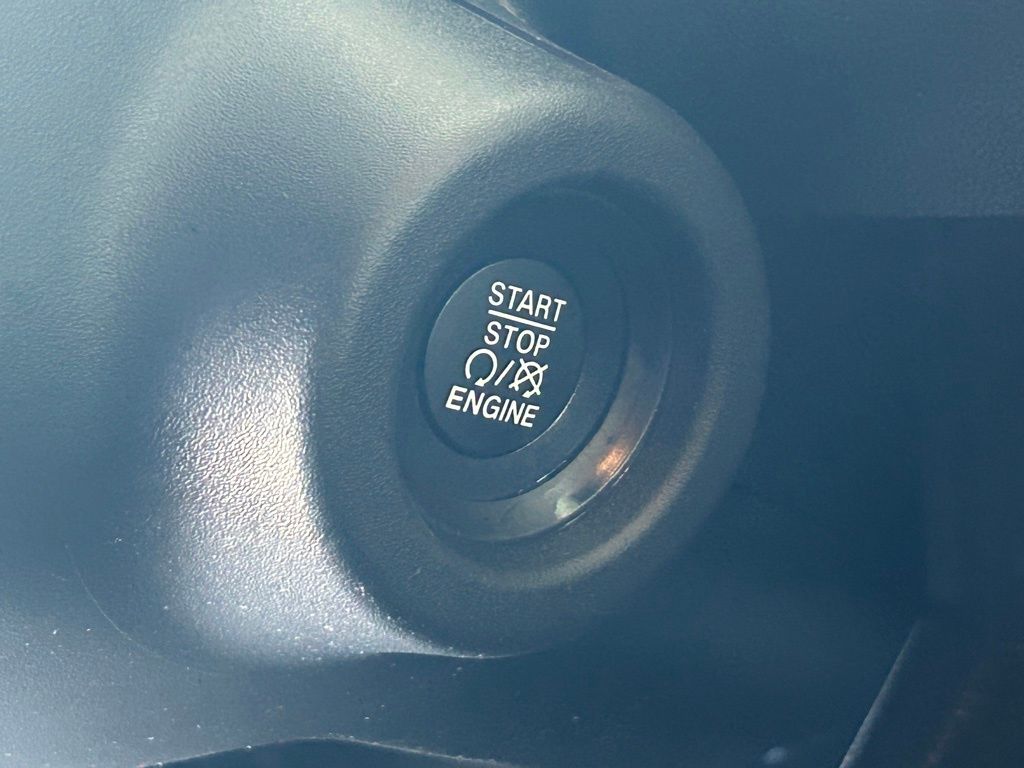 START
STOP
/
ENGINE